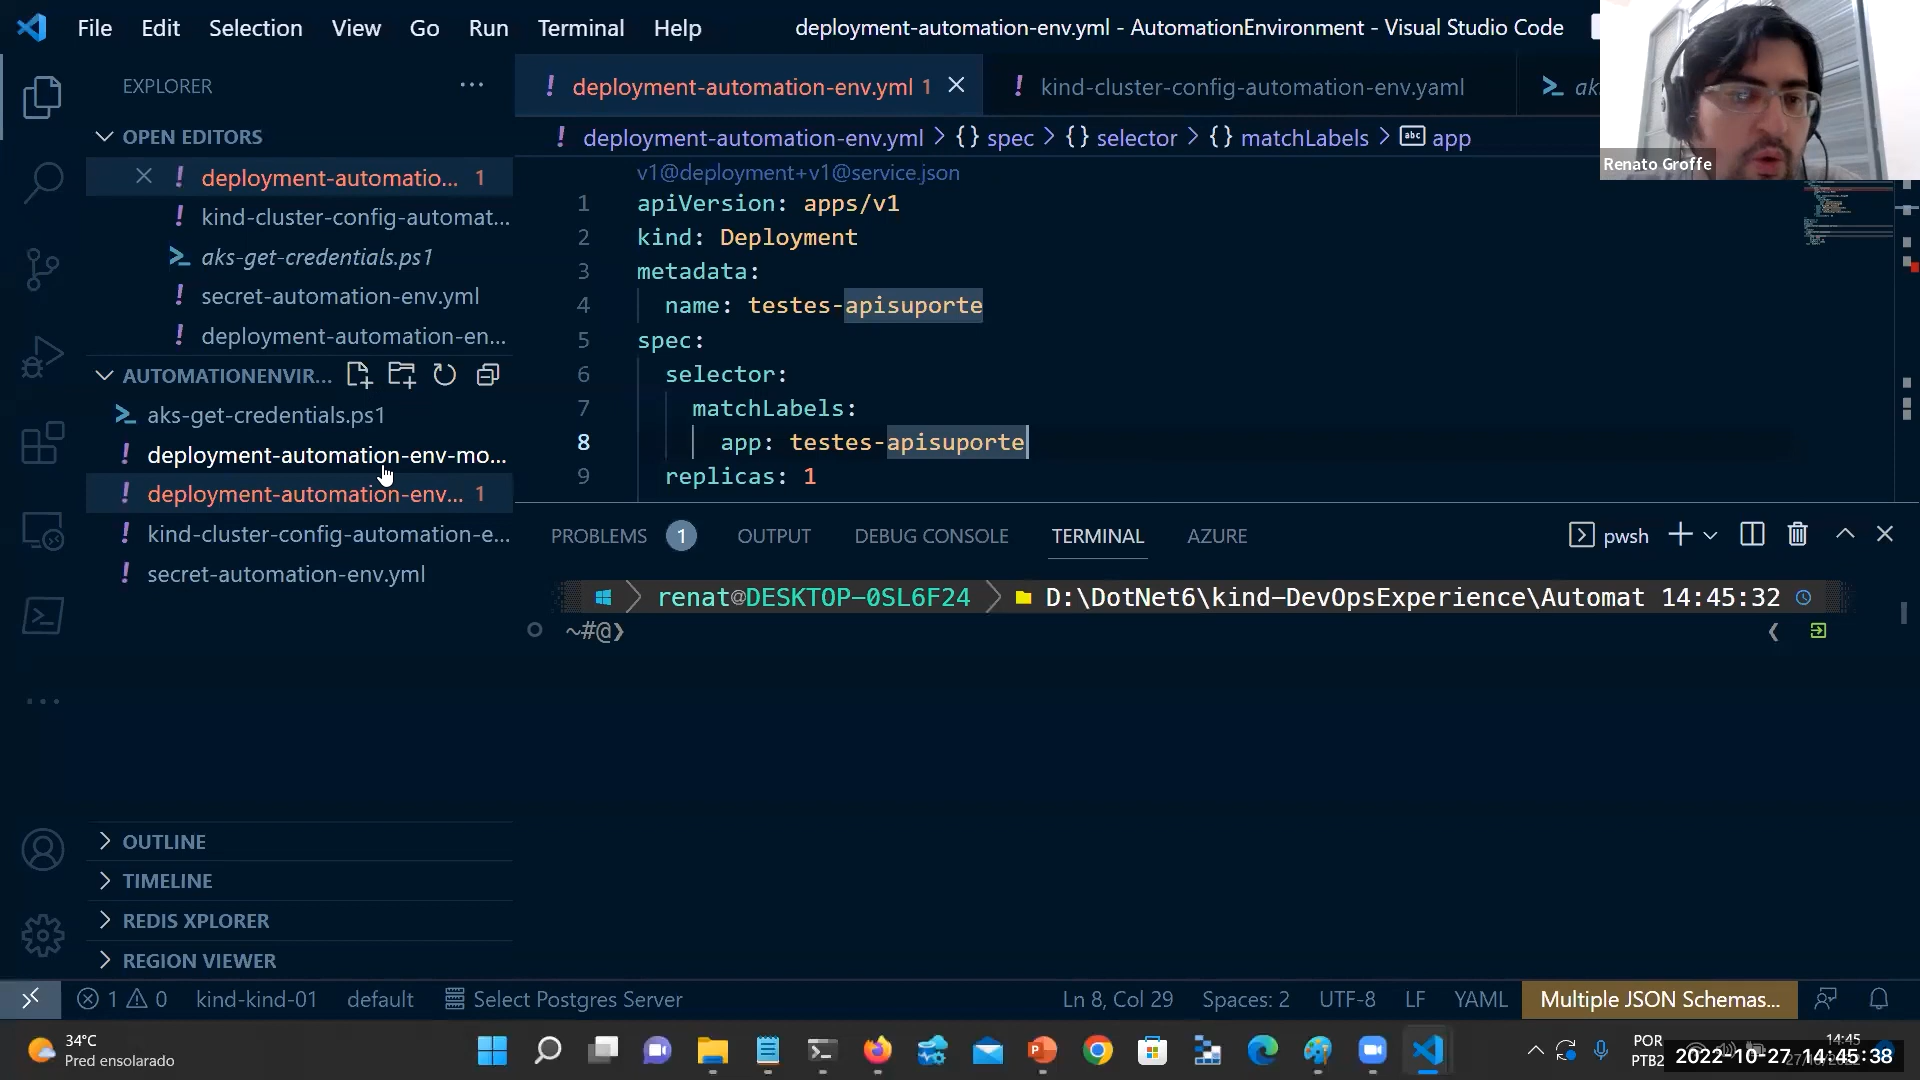 File Edit Selection View Go Run Terminal Help
deployment-automation-env.yml - AutomationEnvironment - Visual Studio Code
Renato Groffe
EXPLORER
OPEN EDITORS
deployment-automatio... 1
kind-cluster-config-automat...
aks-get-credentials.ps1
secret-automation-env.yml
deployment-automation-en...
AUTOMATIONENVIR...
aks-get-credentials.ps1
deployment-automation-env-mo...
deployment-automation-env... 1
kind-cluster-config-automation-e...
secret-automation-env.yml
OUTLINE
TIMELINE
REDIS XPLORER
REGION VIEWER
deployment-automation-env.yml 1
kind-cluster-config-automation-env.yaml
ak
deployment-automation-env.yml > {} spec > {} selector > {} matchLabels > abc app
v1@deployment+v1@service.json
1 apiVersion: apps/v1
2 kind: Deployment
3 metadata:
4 name: testes-apisuporte
5 spec:
6 selector:
7 matchLabels:
8 app: testes-apisuporte
9 replicas: 1
PROBLEMS 1 OUTPUT DEBUG CONSOLE TERMINAL AZURE
pwsh
renat@DESKTOP-0SL6F24 D:\DotNet6\kind-DevOpsExperience\Automat 14:45:32
~#@❯
1 0 kind-kind-01 default Select Postgres Server
Ln 8, Col 29 Spaces: 2 UTF-8 LF YAML Multiple JSON Schemas...
34°C
Pred ensolarado
POR
PTB2
14:45
2022-10-27 14:45:38